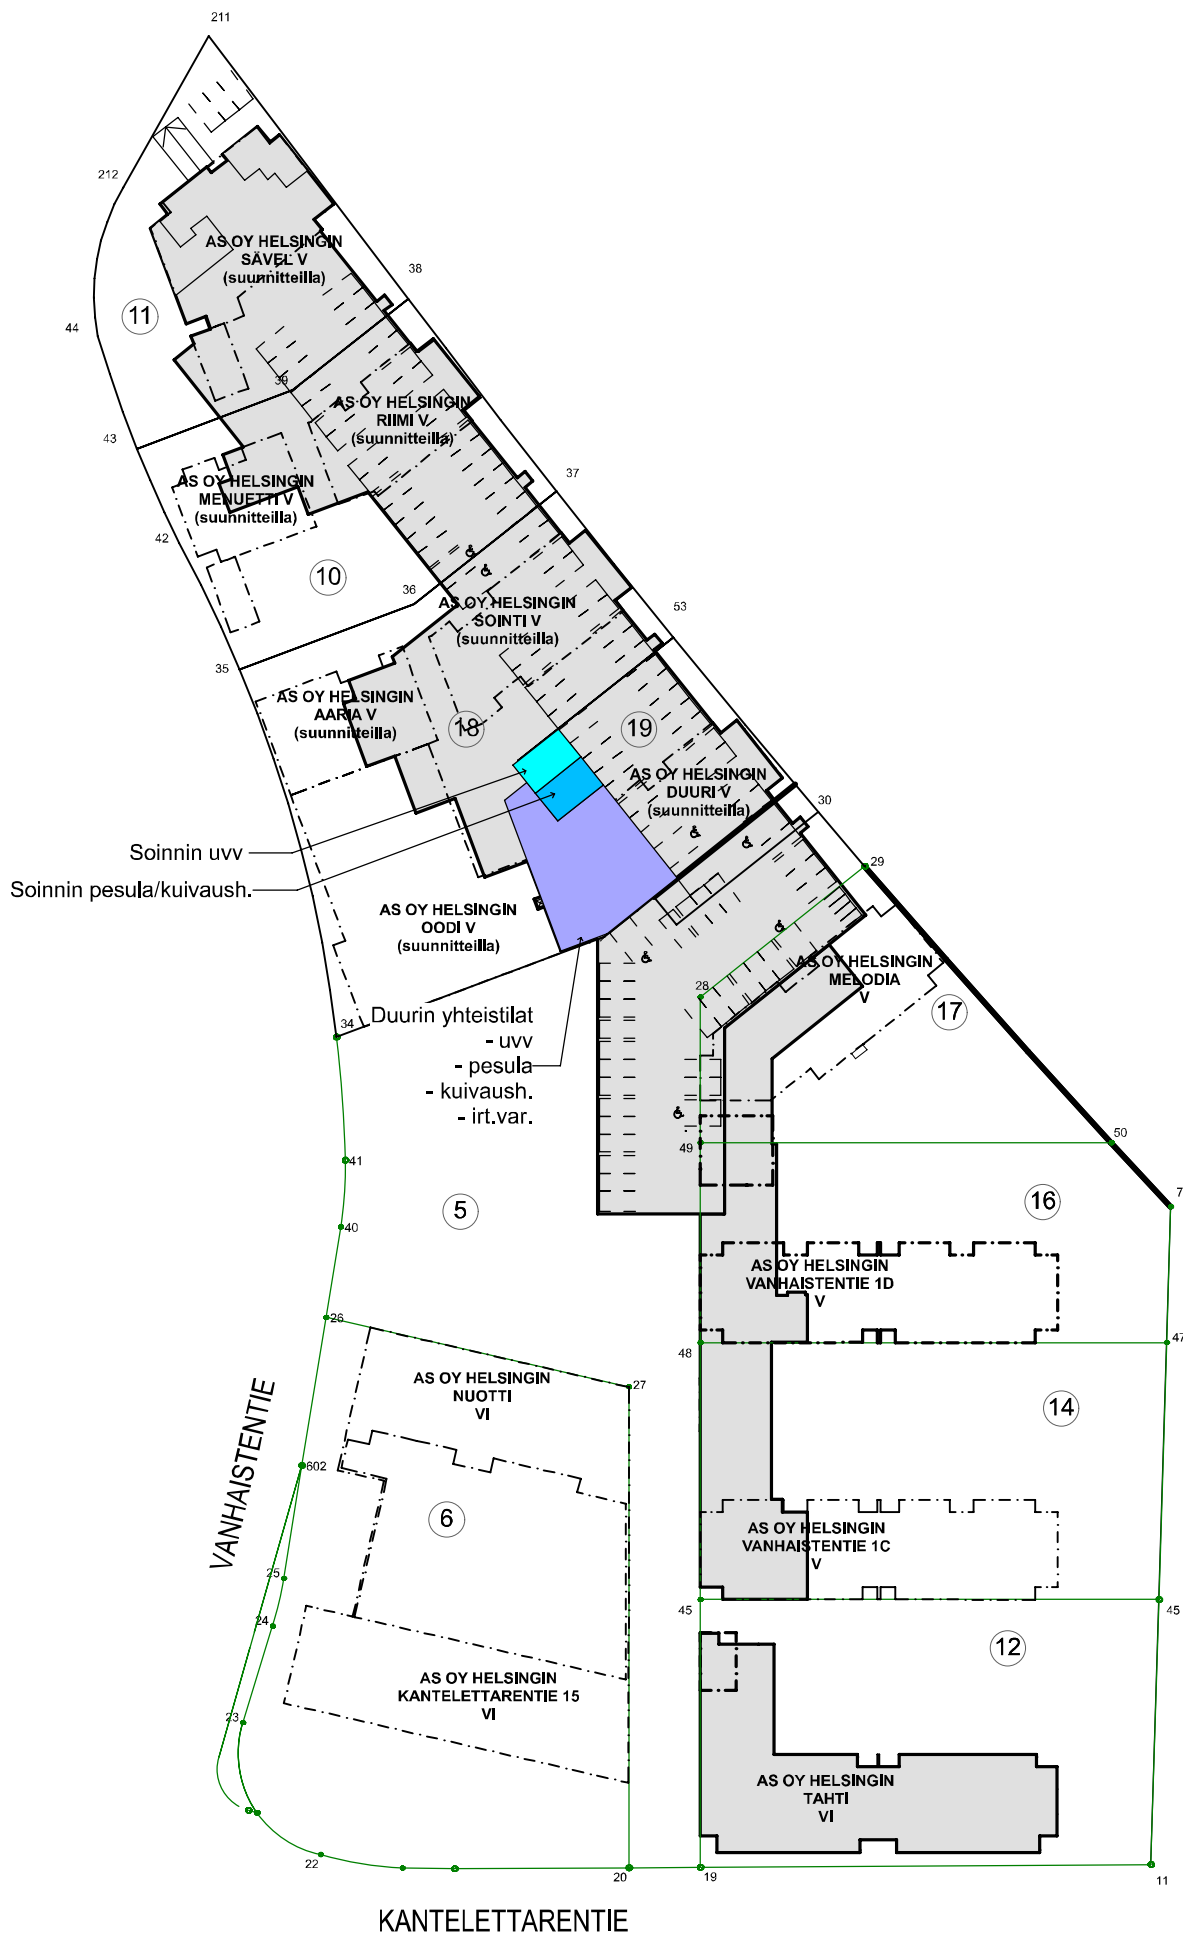 211
212
AS OY HELSINGIN
SÄVEL V
(suunnitteilla)
38
11
44
39
AS OY HELSINGIN
RIIMI V
(suunnitteilla)
43
37
AS OY HELSINGIN
MENUETTI V
(suunnitteilla)
42
10
36
AS OY HELSINGIN
SOINTI V
(suunnitteilla)
53
35
AS OY HELSINGIN
AARIA V
(suunnitteilla)
18
19
AS OY HELSINGIN
DUURI V
(suunnitteilla)
30
Soinnin uvv
29
Soinnin pesula/kuivaush.
AS OY HELSINGIN
OODI V
(suunnitteilla)
AS OY HELSINGIN
MELODIA
V
28
17
34
Duurin yhteistilat
- uvv
- pesula
- kuivaush.
- irt.var.
49
50
41
5
16
7
40
AS OY HELSINGIN
VANHAISTENTIE 1D
V
26
48
47
AS OY HELSINGIN
NUOTTI
VI
27
14
VANHAISTENTIE
602
6
AS OY HELSINGIN
VANHAISTENTIE 1C
V
25
45
45
24
12
AS OY HELSINGIN
KANTELETTARENTIE 15
VI
23
AS OY HELSINGIN
TAHTI
VI
22
20
19
11
KANTELETTARENTIE